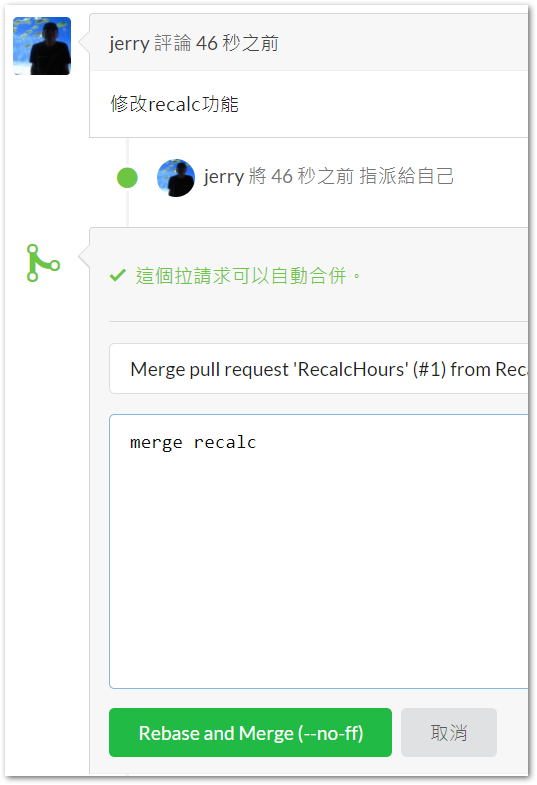 jerry 評論 46 秒之前
修改recalc功能
jerry 將 46 秒之前 指派給自己
這個拉請求可以自動合併。
Merge pull request 'RecalcHours' (#1) from Reca
merge recalc
Rebase and Merge (--no-ff)
取消